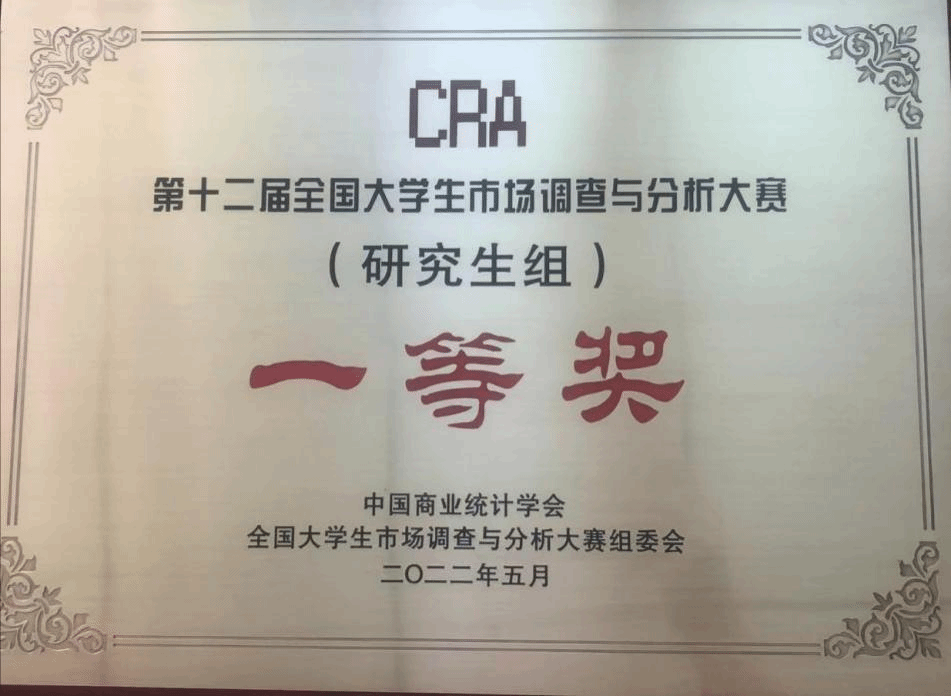 CRA
第十二届全国大学生市场调查与分析大赛
（研究生组）
一等奖
中国商业统计学会
全国大学生市场调查与分析大赛组委会
二〇二二年五月